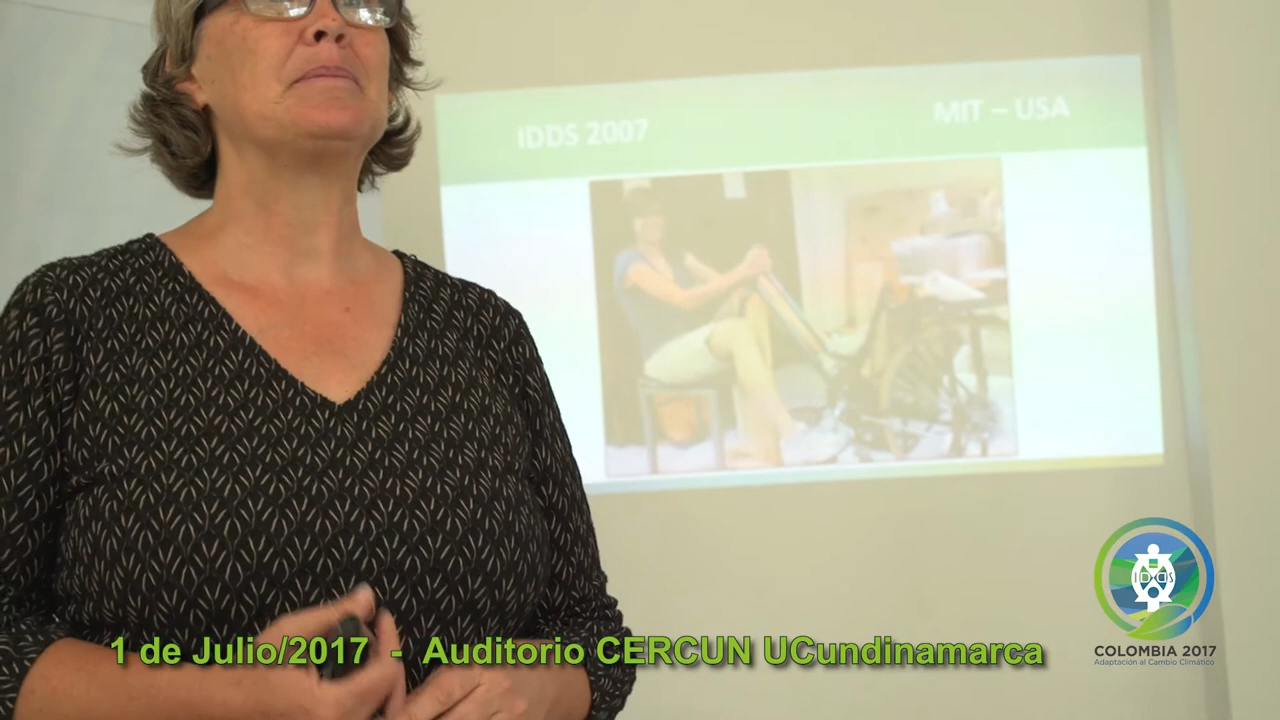 IDDS 2007
MIT – USA
1 de Julio/2017 - Auditorio CERCUN UCundinamarca
IDDS
COLOMBIA 2017
Adaptación al Cambio Climático